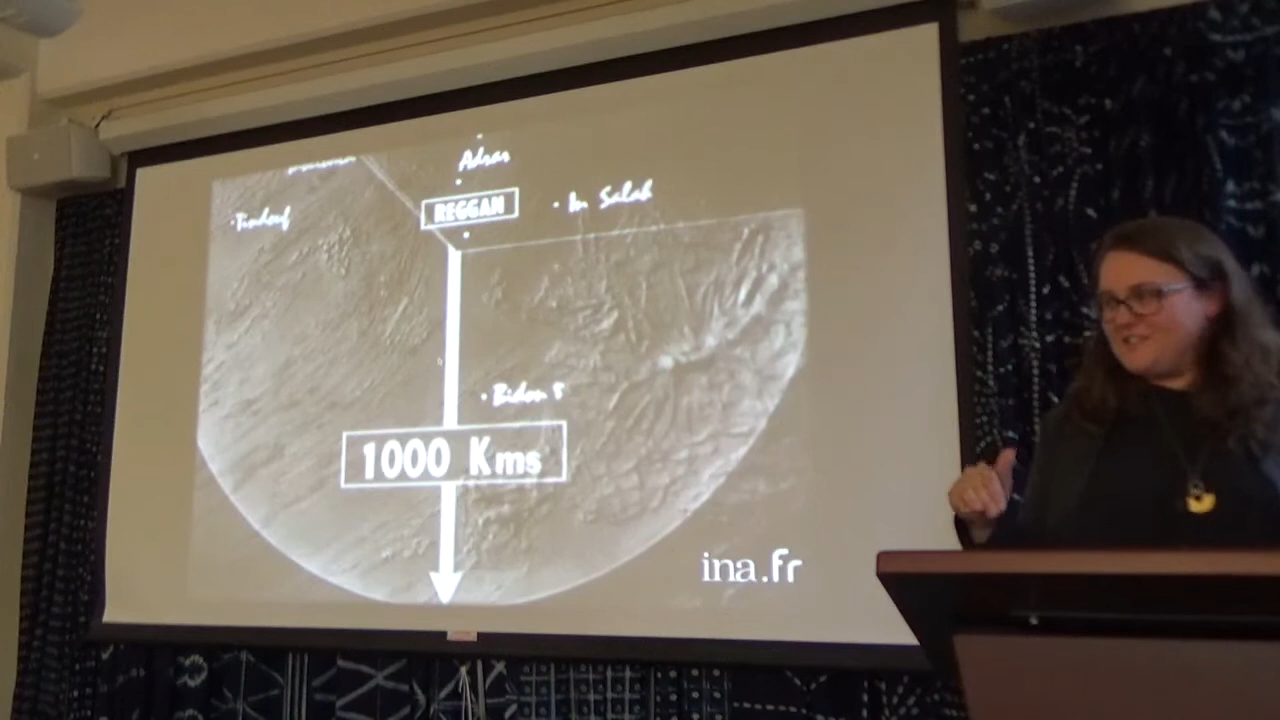 Adrar
REGGAN
In Salah
Tindouf
Bidon 5
1000 Kms
ina.fr